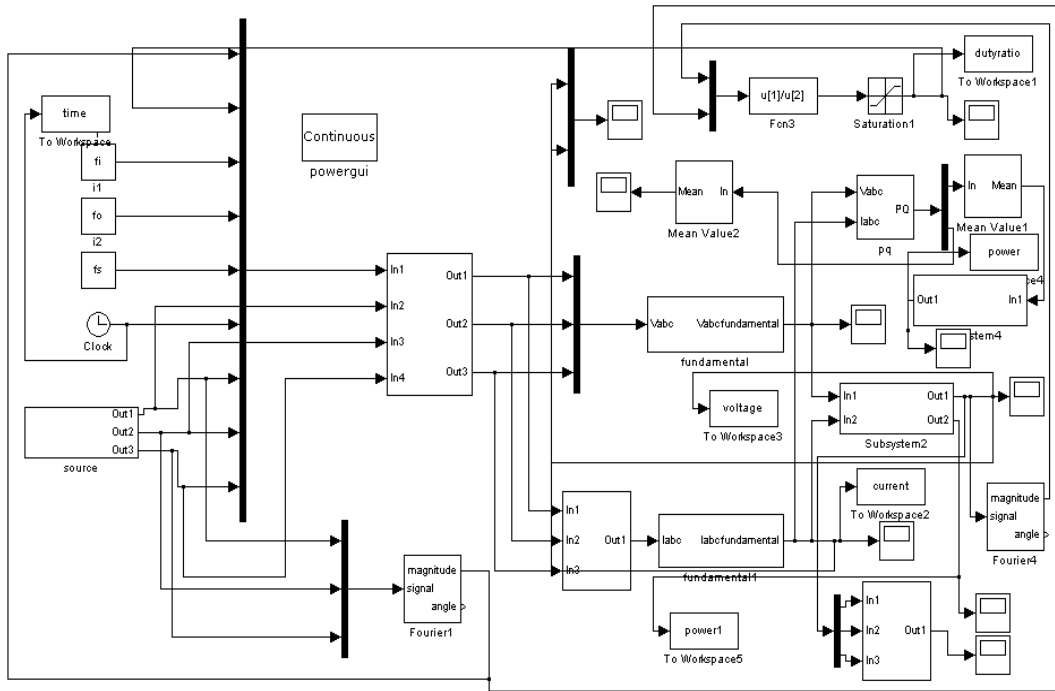 dutyratio
To Workspace1
u[1]/u[2]
Fcn3
Saturation1
time
To Workspace
Continuous
powergui
fi
i1
fo
i2
fs
Clock
Mean
In
Mean Value2
Vabc
Iabc
PQ
pq
In
Mean
Mean Value1
power
ce4
Out1
In1
stem4
In1
In2
In3
In4
Out1
Out2
Out3
Vabc
Vabcfundamental
fundamental
voltage
To Workspace3
In1
In2
Out1
Out2
Subsystem2
Out1
Out2
Out3
source
current
To Workspace2
In1
In2
In3
Out1
Iabc
Iabcfundamental
fundamental1
magnitude
signal
angle
Fourier4
magnitude
signal
angle
Fourier1
power1
To Workspace5
In1
In2
In3
Out1